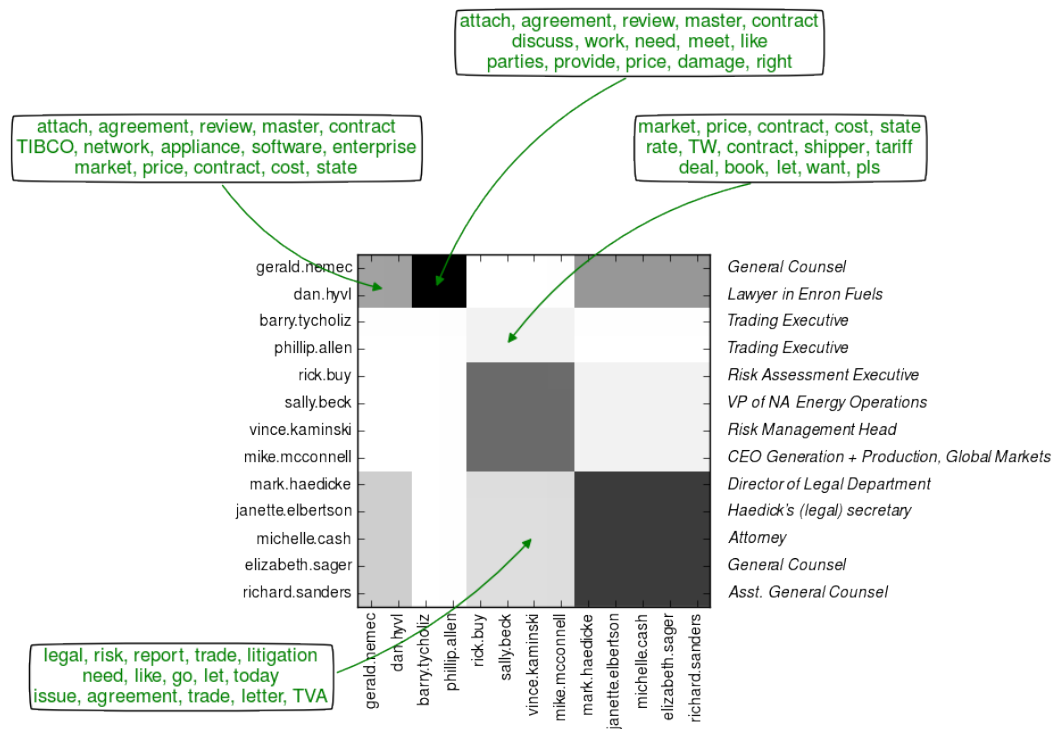 attach, agreement, review, master, contract
discuss, work, need, meet, like
parties, provide, price, damage, right
attach, agreement, review, master, contract
TIBCO, network, appliance, software, enterprise
market, price, contract, cost, state
market, price, contract, cost, state
rate, TW, contract, shipper, tariff
deal, book, let, want, pls
gerald.nemec General Counsel
dan.hyvl Lawyer in Enron Fuels
barry.tycholiz Trading Executive
phillip.allen Trading Executive
rick.buy Risk Assessment Executive
sally.beck VP of NA Energy Operations
vince.kaminski Risk Management Head
mike.mcconnell CEO Generation + Production, Global Markets
mark.haedicke Director of Legal Department
janette.elbertson Haedick's (legal) secretary
michelle.cash Attorney
elizabeth.sager General Counsel
richard.sanders Asst. General Counsel
legal, risk, report, trade, litigation
need, like, go, let, today
issue, agreement, trade, letter, TVA
gerald.nemec
dan.hyvl
barry.tycholiz
phillip.allen
rick.buy
sally.beck
vince.kaminski
mike.mcconnell
mark.haedicke
janette.elbertson
michelle.cash
elizabeth.sager
richard.sanders